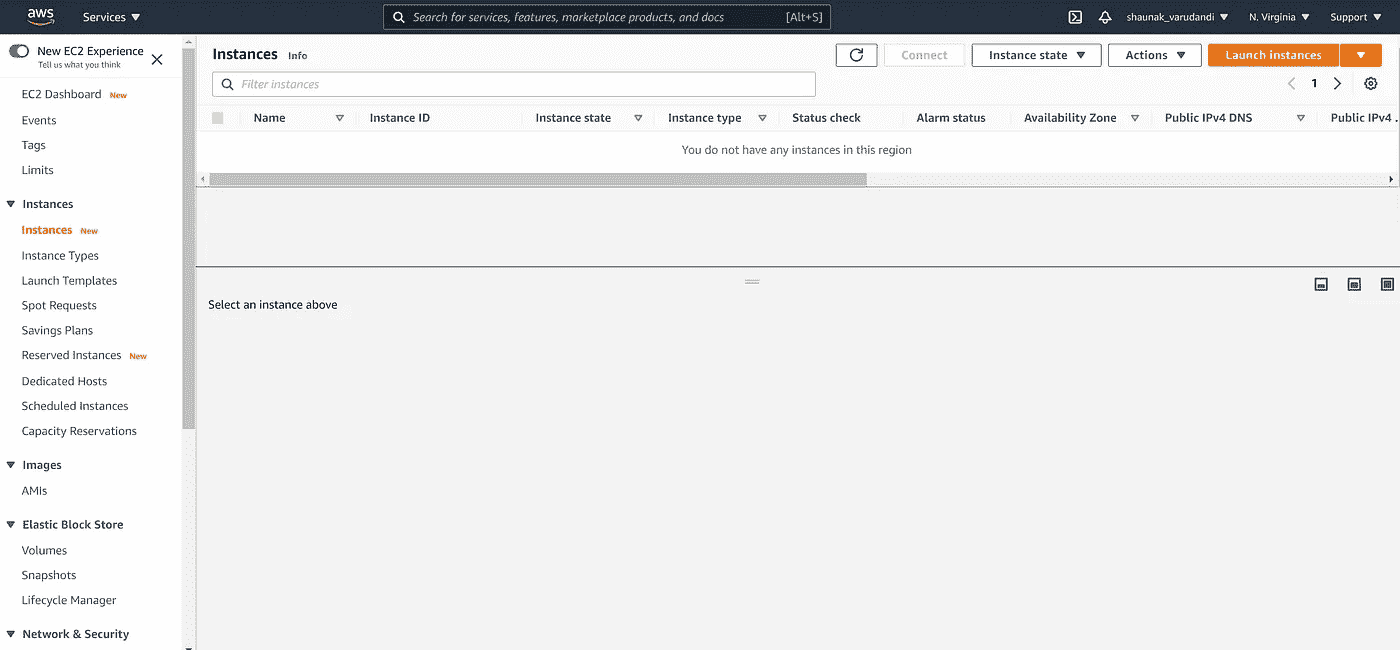 aws Services Search for services, features, marketplace products, and docs [Alt+S] shaunak_varudandi N. Virginia Support
New EC2 Experience
Tell us what you think
EC2 Dashboard New
Events
Tags
Limits
Instances
Instances New
Instance Types
Launch Templates
Spot Requests
Savings Plans
Reserved Instances New
Dedicated Hosts
Scheduled Instances
Capacity Reservations
Images
AMIs
Elastic Block Store
Volumes
Snapshots
Lifecycle Manager
Network & Security
Instances Info Connect Instance state Actions Launch instances
Filter instances 1
Name Instance ID Instance state Instance type Status check Alarm status Availability Zone Public IPv4 DNS Public IPv4 .
You do not have any instances in this region
Select an instance above